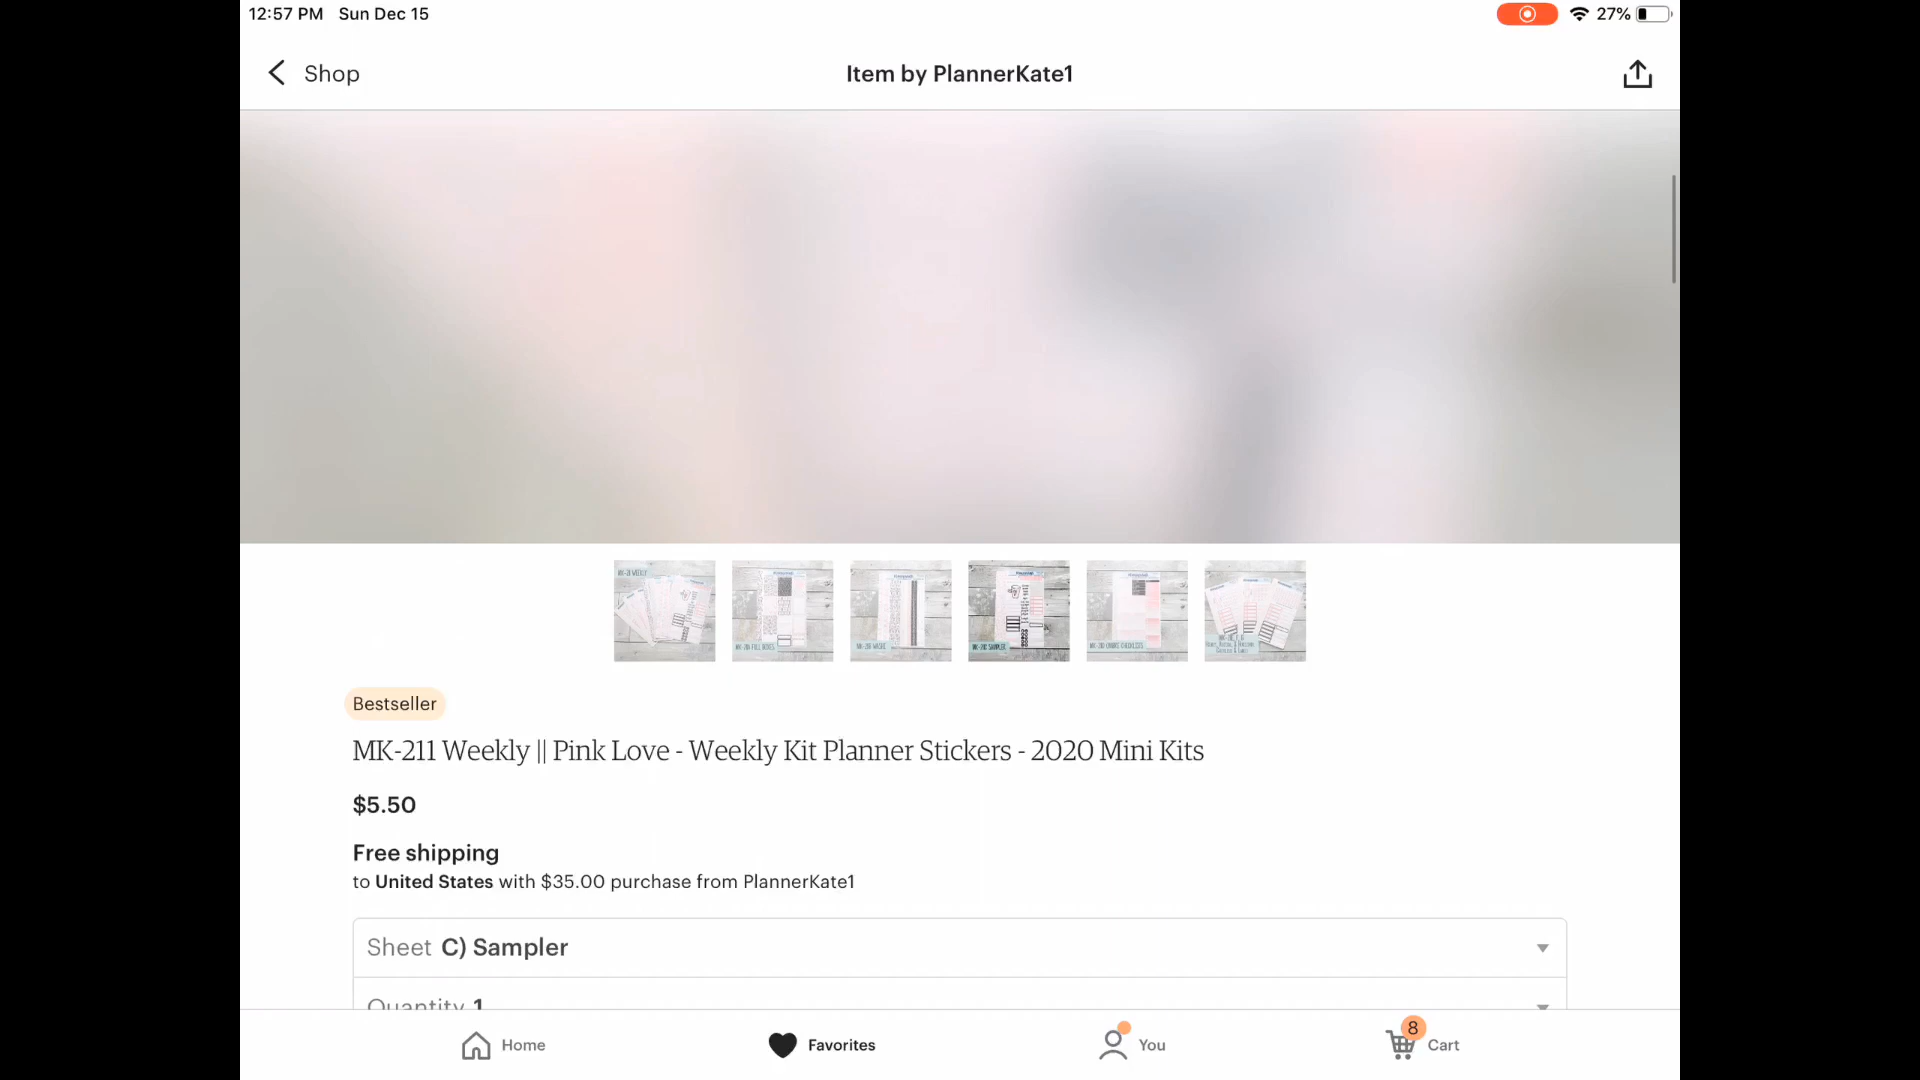 12:57 PM Sun Dec 15
27%
Shop
Item by PlannerKate1
Bestseller
MK-211 Weekly || Pink Love - Weekly Kit Planner Stickers - 2020 Mini Kits
$5.50
Free shipping
to United States with $35.00 purchase from PlannerKate1
Sheet C) Sampler
Quantity 1
Home
Favorites
You
8
Cart